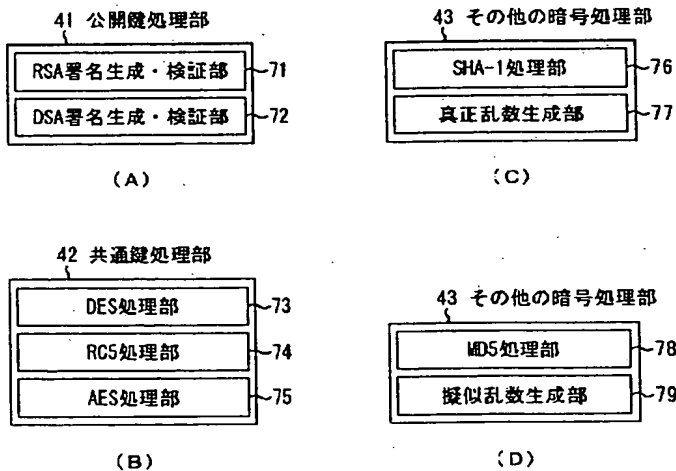 41 公開鍵処理部
RSA署名生成・検証部
71
DSA署名生成・検証部
72
(A)
43 その他の暗号処理部
SHA-1処理部
76
真正乱数生成部
77
(C)
42 共通鍵処理部
DES処理部
73
RC5処理部
74
AES処理部
75
(B)
43 その他の暗号処理部
MD5処理部
78
擬似乱数生成部
79
(D)